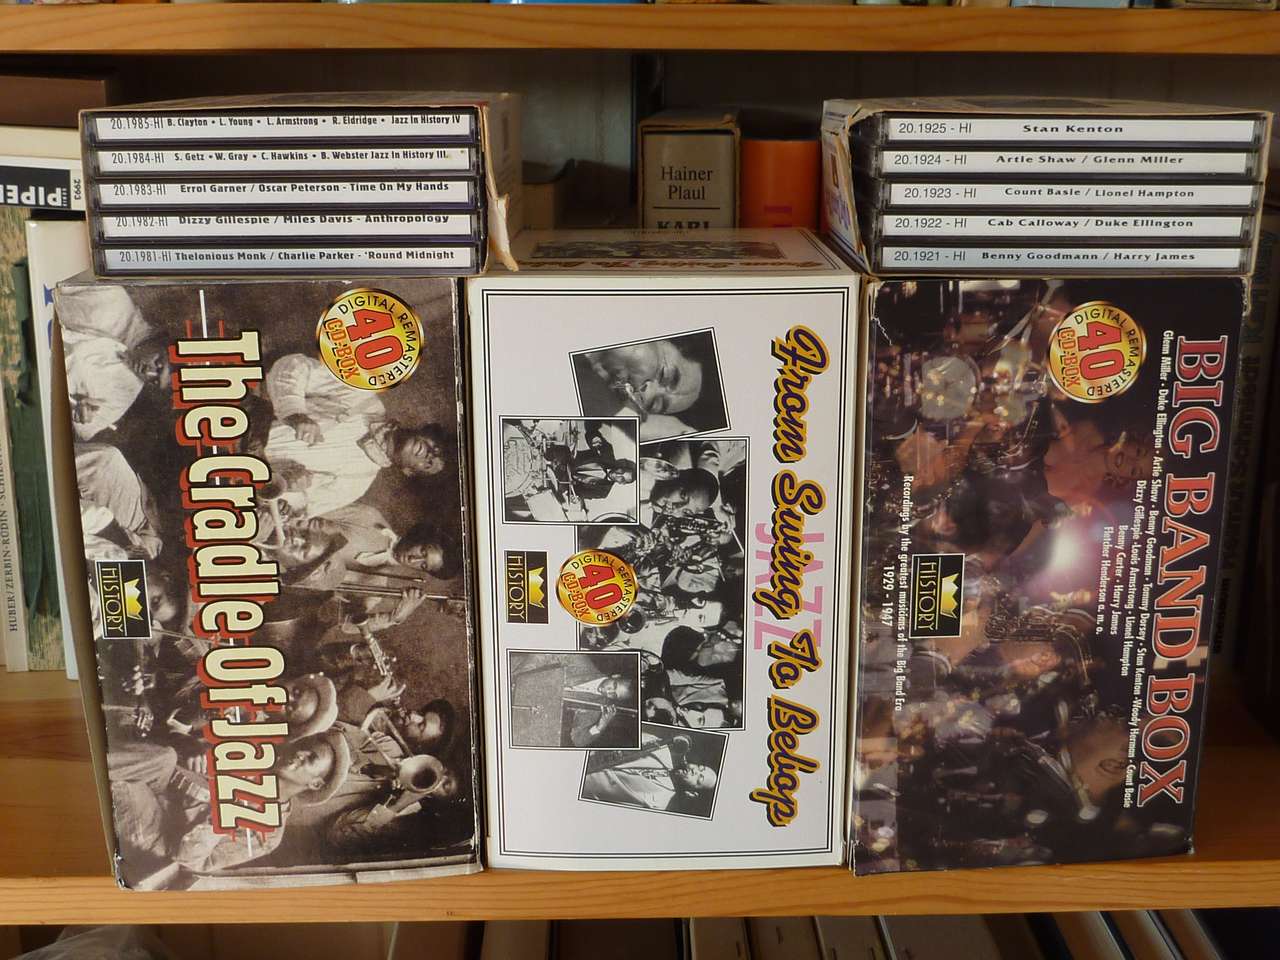 20.1985-HI B. Clayton • L. Young • L. Armstrong • R. Eldridge • Jazz In History IV
20.1984-HI S. Getz • W. Gray • C. Hawkins • B. Webster Jazz In History III.
20.1983-HI Errol Garner / Oscar Peterson - Time On My Hands
20.1982-HI Dizzy Gillespie / Miles Davis - Anthropology
20.1981-HI Thelonious Monk / Charlie Parker - 'Round Midnight
Hainer
Plaul
KARL
20.1925 - HI Stan Kenton
20.1924 - HI Artie Shaw / Glenn Miller
20.1923 - HI Count Basie / Lionel Hampton
20.1922 - HI Cab Calloway / Duke Ellington
20.1921 - HI Benny Goodmann / Harry James
PIPER
2993
HUBER/ZERBIN-RÜDIN
The Cradle Of Jazz
DIGITAL REMASTERED
40
CD-BOX
HISTORY
From Swing To Bebop
JAZZ
DIGITAL REMASTERED
40
CD-BOX
HISTORY
BIG BAND BOX
Glenn Miller • Duke Ellington • Artie Shaw • Benny Goodman • Tommy Dorsey • Stan Kenton • Woody Herman • Count Basie
Dizzy Gillespie • Louis Armstrong • Lionel Hampton
Benny Carter • Harry James
Fletcher Henderson a. m. o.
DIGITAL REMASTERED
40
CD-BOX
HISTORY
Recordings by the greatest musicians of the Big Band Era
1929 - 1947